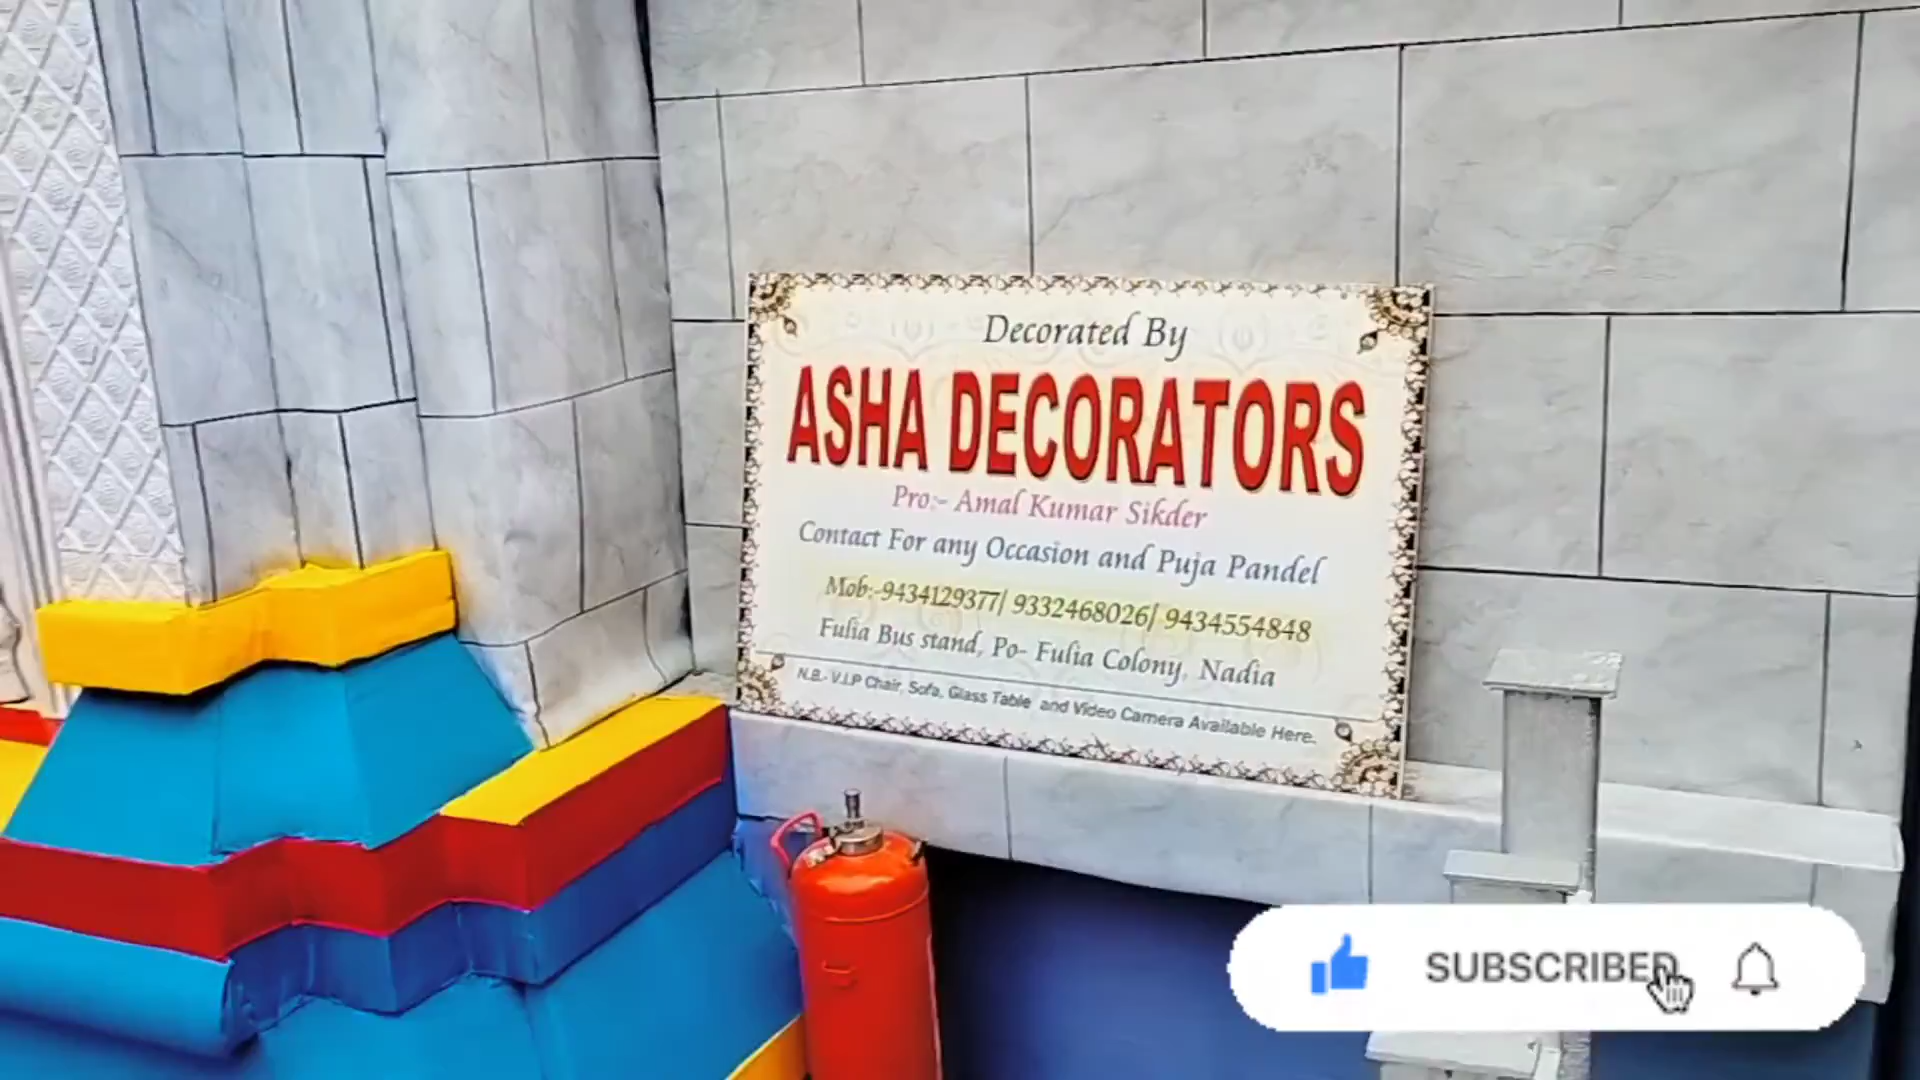 Decorated By
ASHA DECORATORS
Pro:- Amal Kumar Sikder
Contact For any Occasion and Puja Pandel
Mob:-9434129377/ 9332468026/ 9434554848
Fulia Bus stand, Po- Fulia Colony, Nadia
N.B.- V.I.P Chair, Sofa, Glass Table and Video Camera Available Here.
SUBSCRIBED